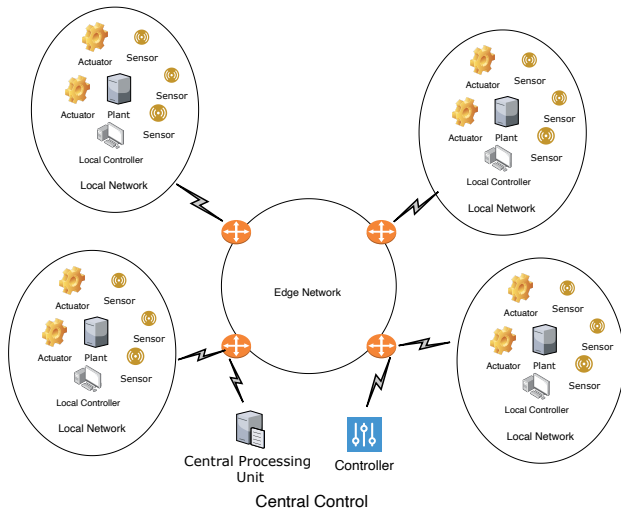 Actuator
Sensor
Sensor
Actuator
Plant
Sensor
Local Controller
Local Network
Actuator
Sensor
Sensor
Actuator
Plant
Sensor
Local Controller
Local Network
Edge Network
Actuator
Sensor
Sensor
Actuator
Plant
Sensor
Local Controller
Local Network
Actuator
Sensor
Sensor
Actuator
Plant
Sensor
Local Controller
Local Network
Central Processing
Unit
Controller
Central Control